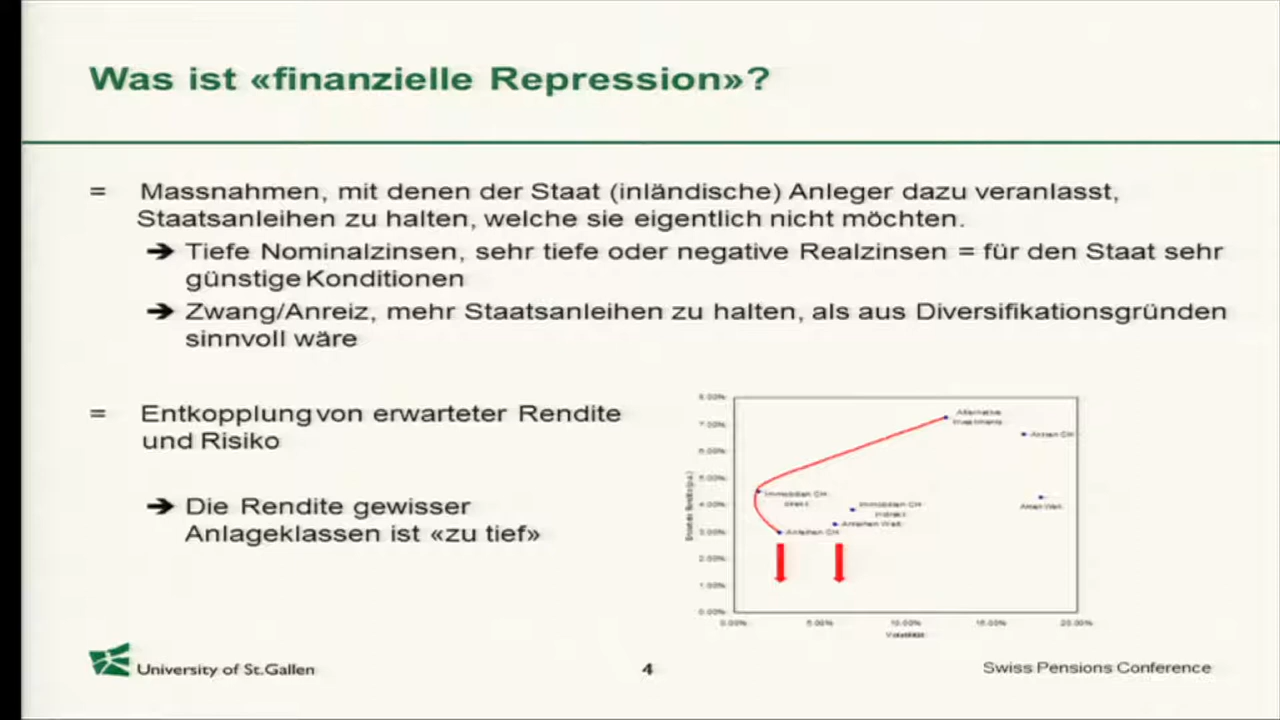 Was ist «finanzielle Repression»?
= Massnahmen, mit denen der Staat (inländische) Anleger dazu veranlasst,
Staatsanleihen zu halten, welche sie eigentlich nicht möchten.
➔ Tiefe Nominalzinsen, sehr tiefe oder negative Realzinsen = für den Staat sehr
günstige Konditionen
➔ Zwang/Anreiz, mehr Staatsanleihen zu halten, als aus Diversifikationsgründen
sinnvoll wäre
= Entkopplung von erwarteter Rendite
und Risiko
➔ Die Rendite gewisser
Anlageklassen ist «zu tief»
8.00%
7.00%
6.00%
5.00%
4.00%
3.00%
2.00%
1.00%
0.00%
Alternative
Aktien CH
Immobilien CH
direkt
Immobilien CH
indirekt
Anleihen Welt
Anleihen CH
0.00%
5.00%
10.00%
15.00%
20.00%
Volatilität
University of St.Gallen
4
Swiss Pensions Conference